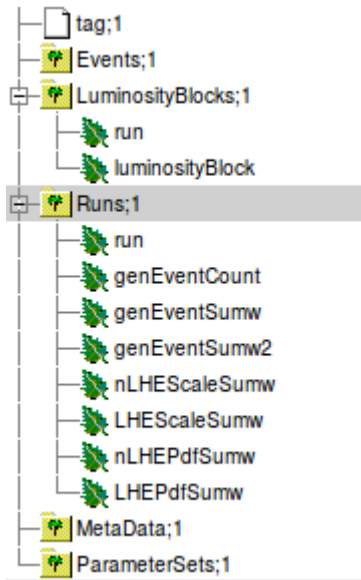 tag;1
Events;1
LuminosityBlocks;1
run
luminosityBlock
Runs;1
run
genEventCount
genEventSumw
genEventSumw2
nLHEScaleSumw
LHEScaleSumw
nLHEPdfSumw
LHEPdfSumw
MetaData;1
ParameterSets;1